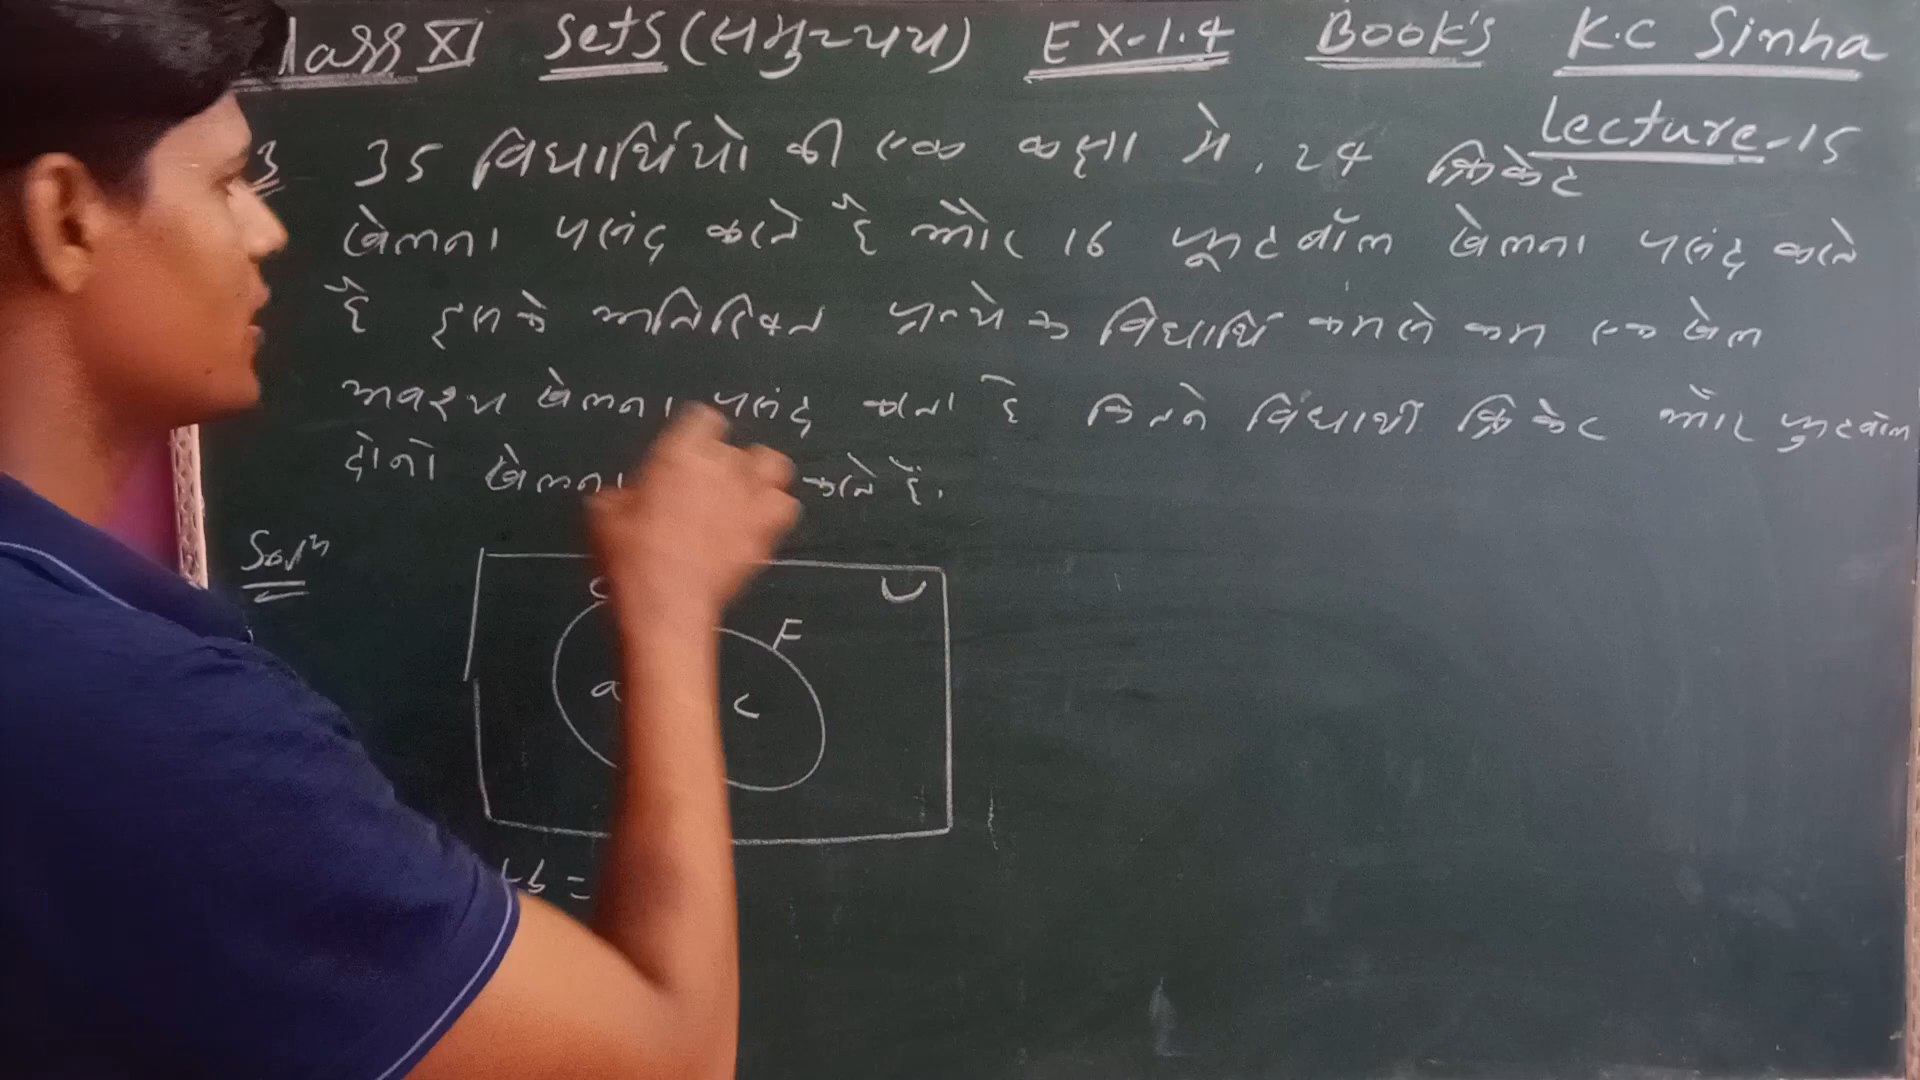 lass XI Sets (समुच्चय) EX-1.4 Book's K.C Sinha
Lecture-15
3 35 विद्यार्थियो की एक कक्षा मे, 24 क्रिकेट
खेलना पसंद करते है और 16 फुटबॉल खेलना पसंद करते
है इसके अतिरिक्त प्रत्येक विद्यार्थि कमसे कम एक खेल
अवश्य खेलना पसंद करता है कितने विद्यार्थी क्रिकेट और फुटबॉल
दोनो खेलना करते हैं.
Solⁿ
U
F
a c
+b =